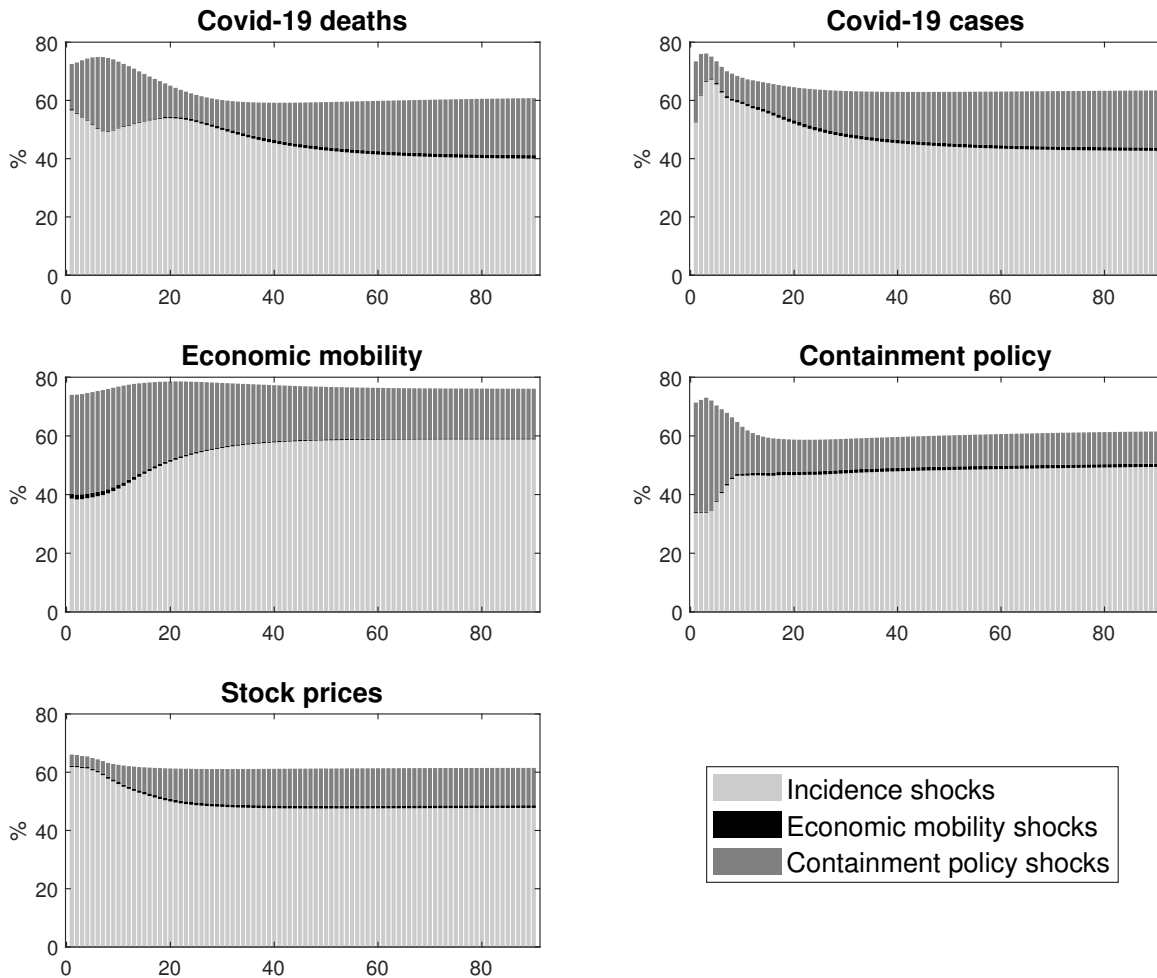 Covid-19 deaths
80
60
40
20
0
%
0 20 40 60 80
Covid-19 cases
80
60
40
20
0
%
0 20 40 60 80
Economic mobility
80
60
40
20
0
%
0 20 40 60 80
Containment policy
80
60
40
20
0
%
0 20 40 60 80
Stock prices
80
60
40
20
0
%
0 20 40 60 80
Incidence shocks
Economic mobility shocks
Containment policy shocks